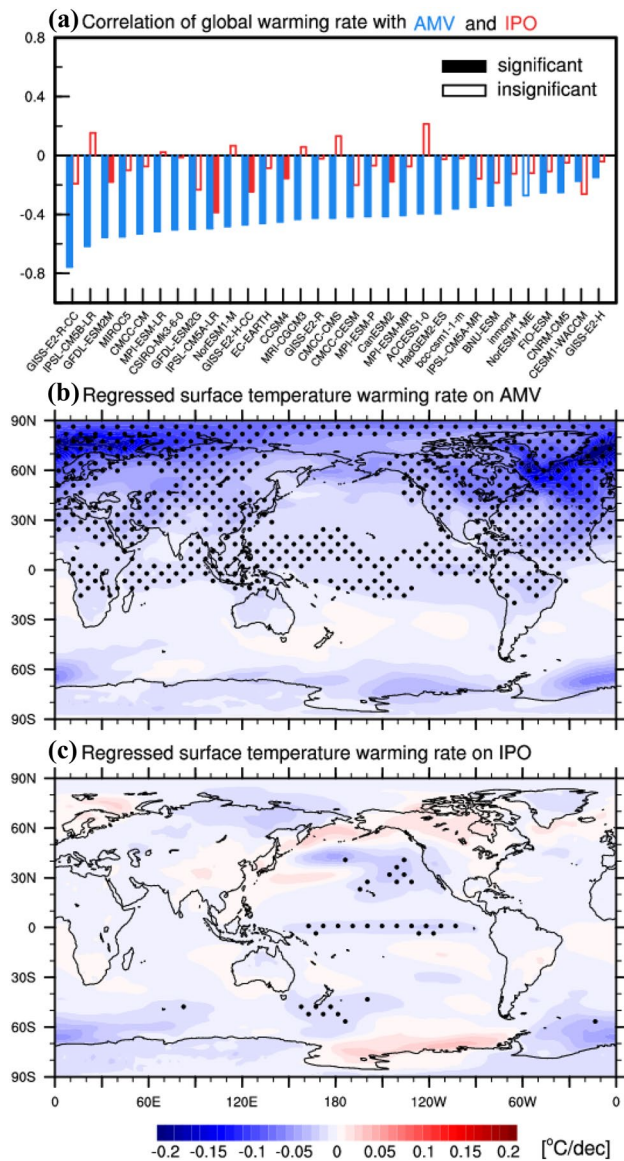 (a) Correlation of global warming rate with AMV and IPO
0.8
significant
insignificant
0.4
0
-0.4
-0.8
GISS-E2-R-CC
IPSL-CM5B-LR
GFDL-ESM2M
MIROC5
CMCC-CM
MPI-ESM-LR
CSIRO-Mk3-6-0
GFDL-ESM2G
IPSL-CM5A-LR
NorESM1-M
GISS-E2-H-CC
EC-EARTH
CCSM4
MRI-CGCM3
GISS-E2-R
CMCC-CMS
CMCC-CESM
MPI-ESM-P
CanESM2
MPI-ESM-MR
ACCESS1-0
HadGEM2-ES
bcc-csm1-1-m
IPSL-CM5A-MR
BNU-ESM
inmcm4
NorESM1-ME
FIO-ESM
CNRM-CM5
CESM1-WACCM
GISS-E2-H
(b) Regressed surface temperature warming rate on AMV
90N
60N
30N
0
30S
60S
90S
(c) Regressed surface temperature warming rate on IPO
90N
60N
30N
0
30S
60S
90S
0 60E 120E 180 120W 60W 0
-0.2 -0.15 -0.1 -0.05 0 0.05 0.1 0.15 0.2 [°C/dec]